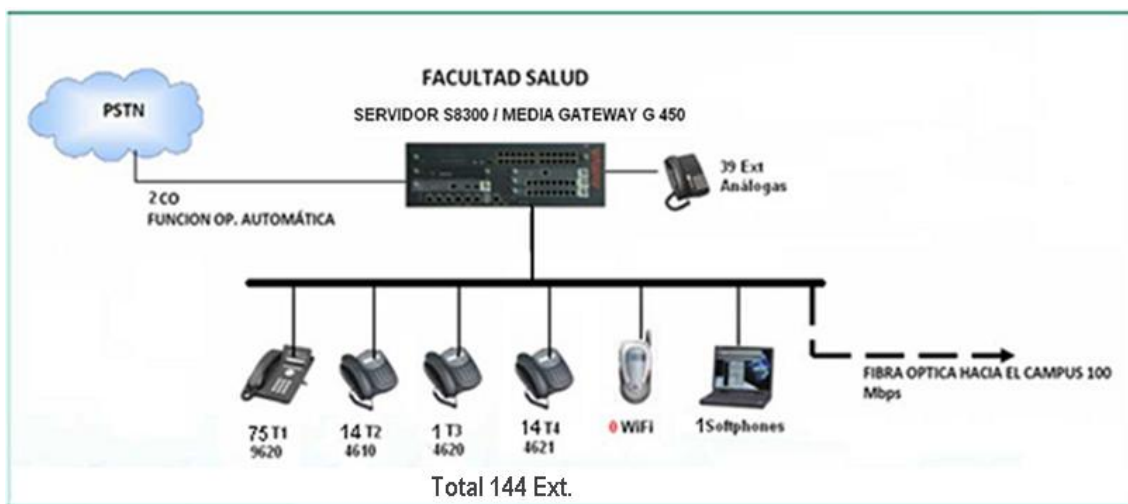 FACULTAD SALUD
PSTN
SERVIDOR S8300 / MEDIA GATEWAY G 450
39 Ext
Análogas
2 CO
FUNCION OP. AUTOMÁTICA
75 T1
9620
14 T2
4610
1 T3
4620
14 T4
4621
0 WiFi
1 Softphones
FIBRA OPTICA HACIA EL CAMPUS 100
Mbps
Total 144 Ext.